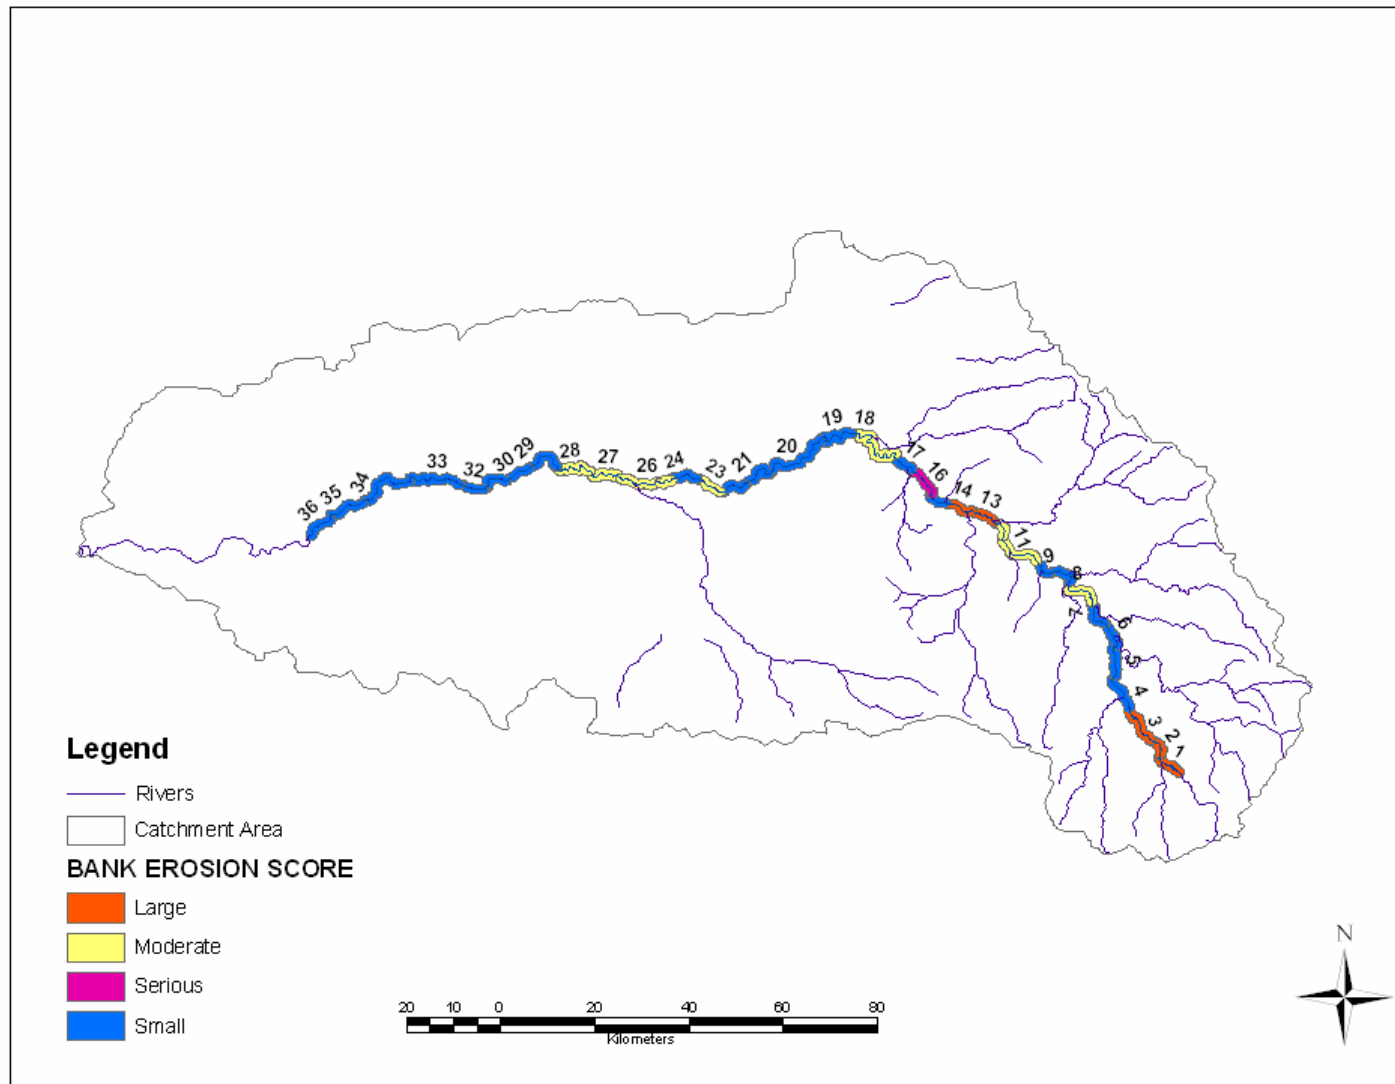 19 18
33 32 30 29 28 27 26 24 23 21 20
17
36 35 34
16
14 13
11
9
8
7
6
5
4
3
2
1
Legend
Rivers
Catchment Area
BANK EROSION SCORE
Large
Moderate
Serious
Small
N
20 10 0 20 40 60 80
Kilometers